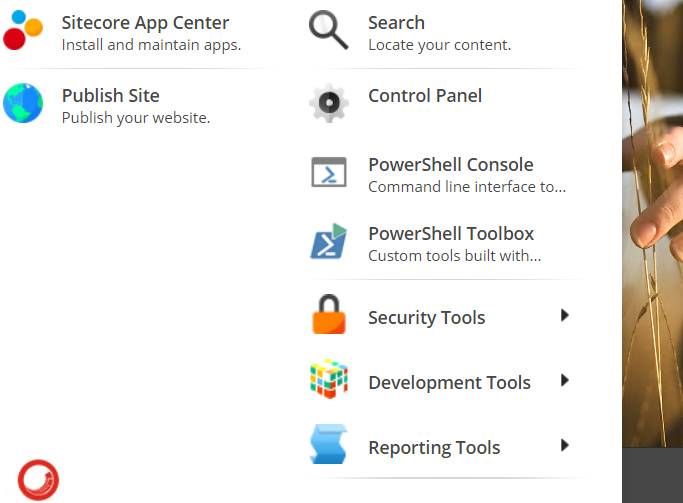 Sitecore App Center
Install and maintain apps.
Publish Site
Publish your website.
Search
Locate your content.
Control Panel
PowerShell Console
Command line interface to...
PowerShell Toolbox
Custom tools built with...
Security Tools
Development Tools
Reporting Tools